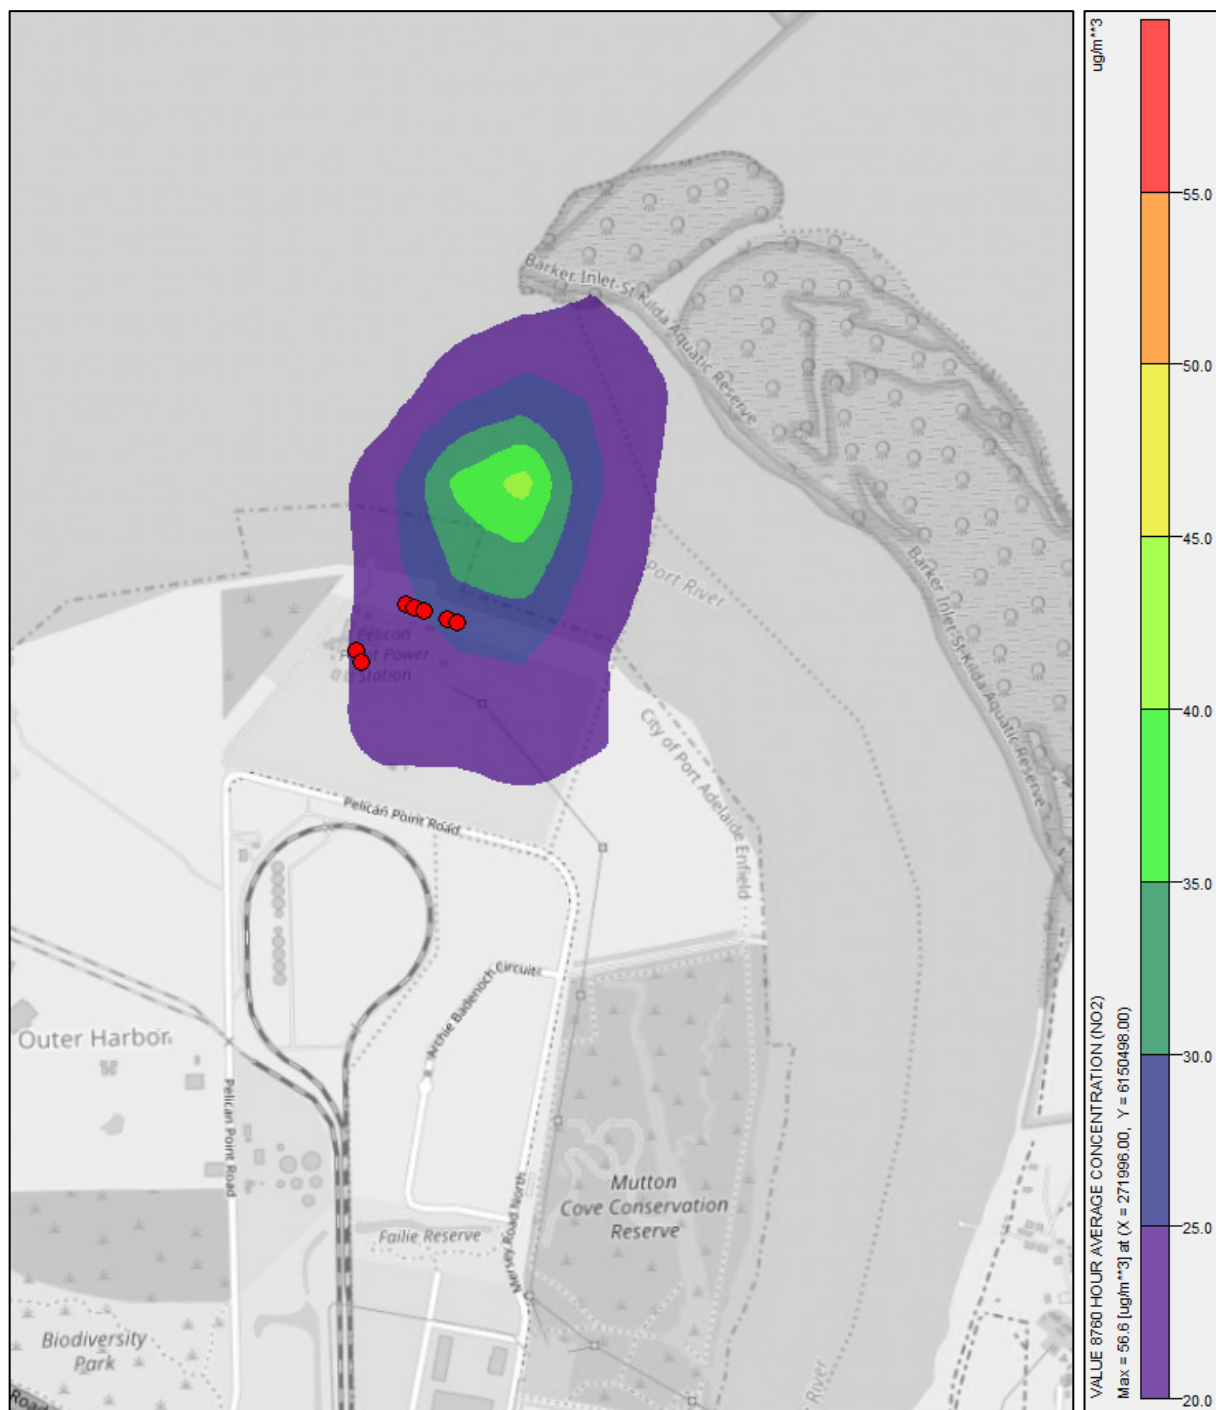 Barker Inlet-St Kilda Aquatic Reserve
Port River
Pelican
Point Power
Station
City of Port Adelaide Enfield
Barker Inlet-St Kilda Aquatic Reserve
Pelican Point Road
Archie Badenoch Circuit
Outer Harbor
Pelican Point Road
Mersey Road North
Mutton
Cove Conservation
Reserve
Failie Reserve
Biodiversity
Park
Road
River
ug/m**3
55.0
50.0
45.0
40.0
35.0
30.0
25.0
20.0
VALUE 8760 HOUR AVERAGE CONCENTRATION (NO2)
Max = 56.6 [ug/m**3] at (X = 271996.00, Y = 6150498.00)